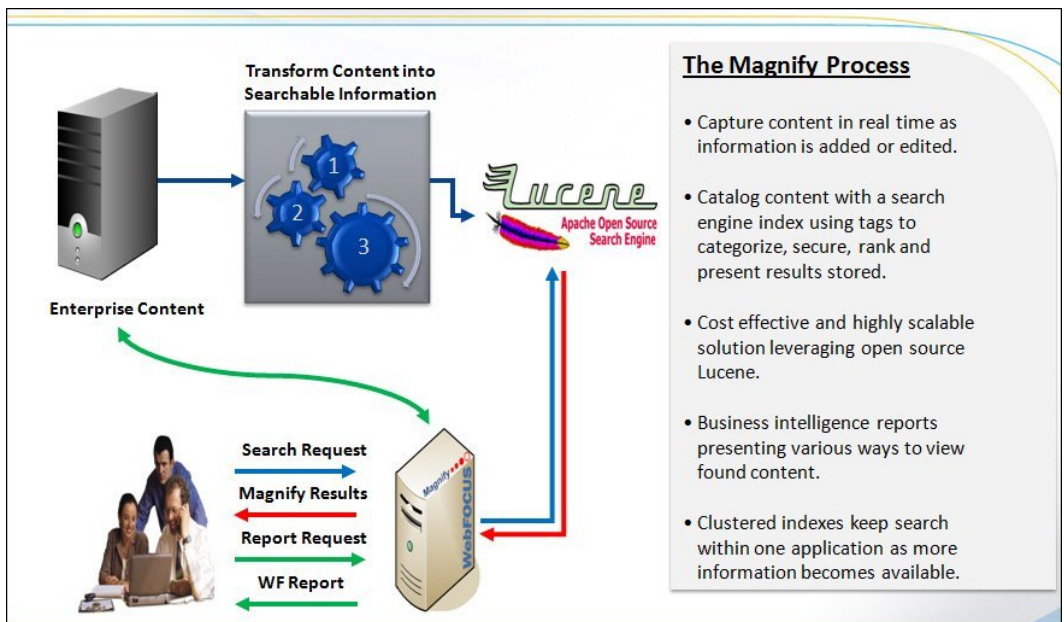 Transform Content into
Searchable Information
1
2
3
Lucene
Apache Open Source
Search Engine
Enterprise Content
Search Request
Magnify Results
Report Request
WF Report
Magnify
WebFOCUS
The Magnify Process
• Capture content in real time as
information is added or edited.
• Catalog content with a search
engine index using tags to
categorize, secure, rank and
present results stored.
• Cost effective and highly scalable
solution leveraging open source
Lucene.
• Business intelligence reports
presenting various ways to view
found content.
• Clustered indexes keep search
within one application as more
information becomes available.